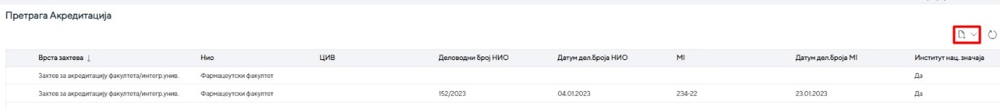 Претрага Акредитација
Врста захтева ↓ Нио ЦИВ Деловодни број НИО Датум дел.броја НИО МI Датум дел.броја МI Институт нац. значаја
Захтев за акредитацију факултета/интегр.унив. Фармацеутски факултет Да
Захтев за акредитацију факултета/интегр.унив. Фармацеутски факултет 152/2023 04.01.2023 234-22 23.01.2023 Да